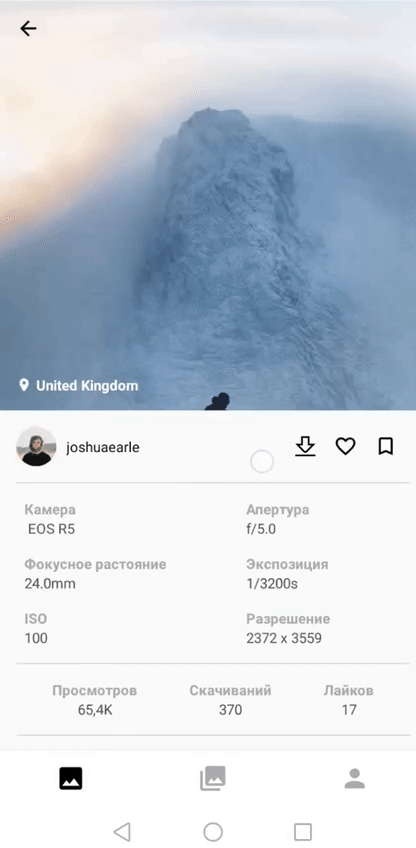 United Kingdom
joshuaearle
Камера
EOS R5
Апертура
f/5.0
Фокусное растояние
24.0mm
Экспозиция
1/3200s
ISO
100
Разрешение
2372 x 3559
Просмотров
65,4K
Скачиваний
370
Лайков
17